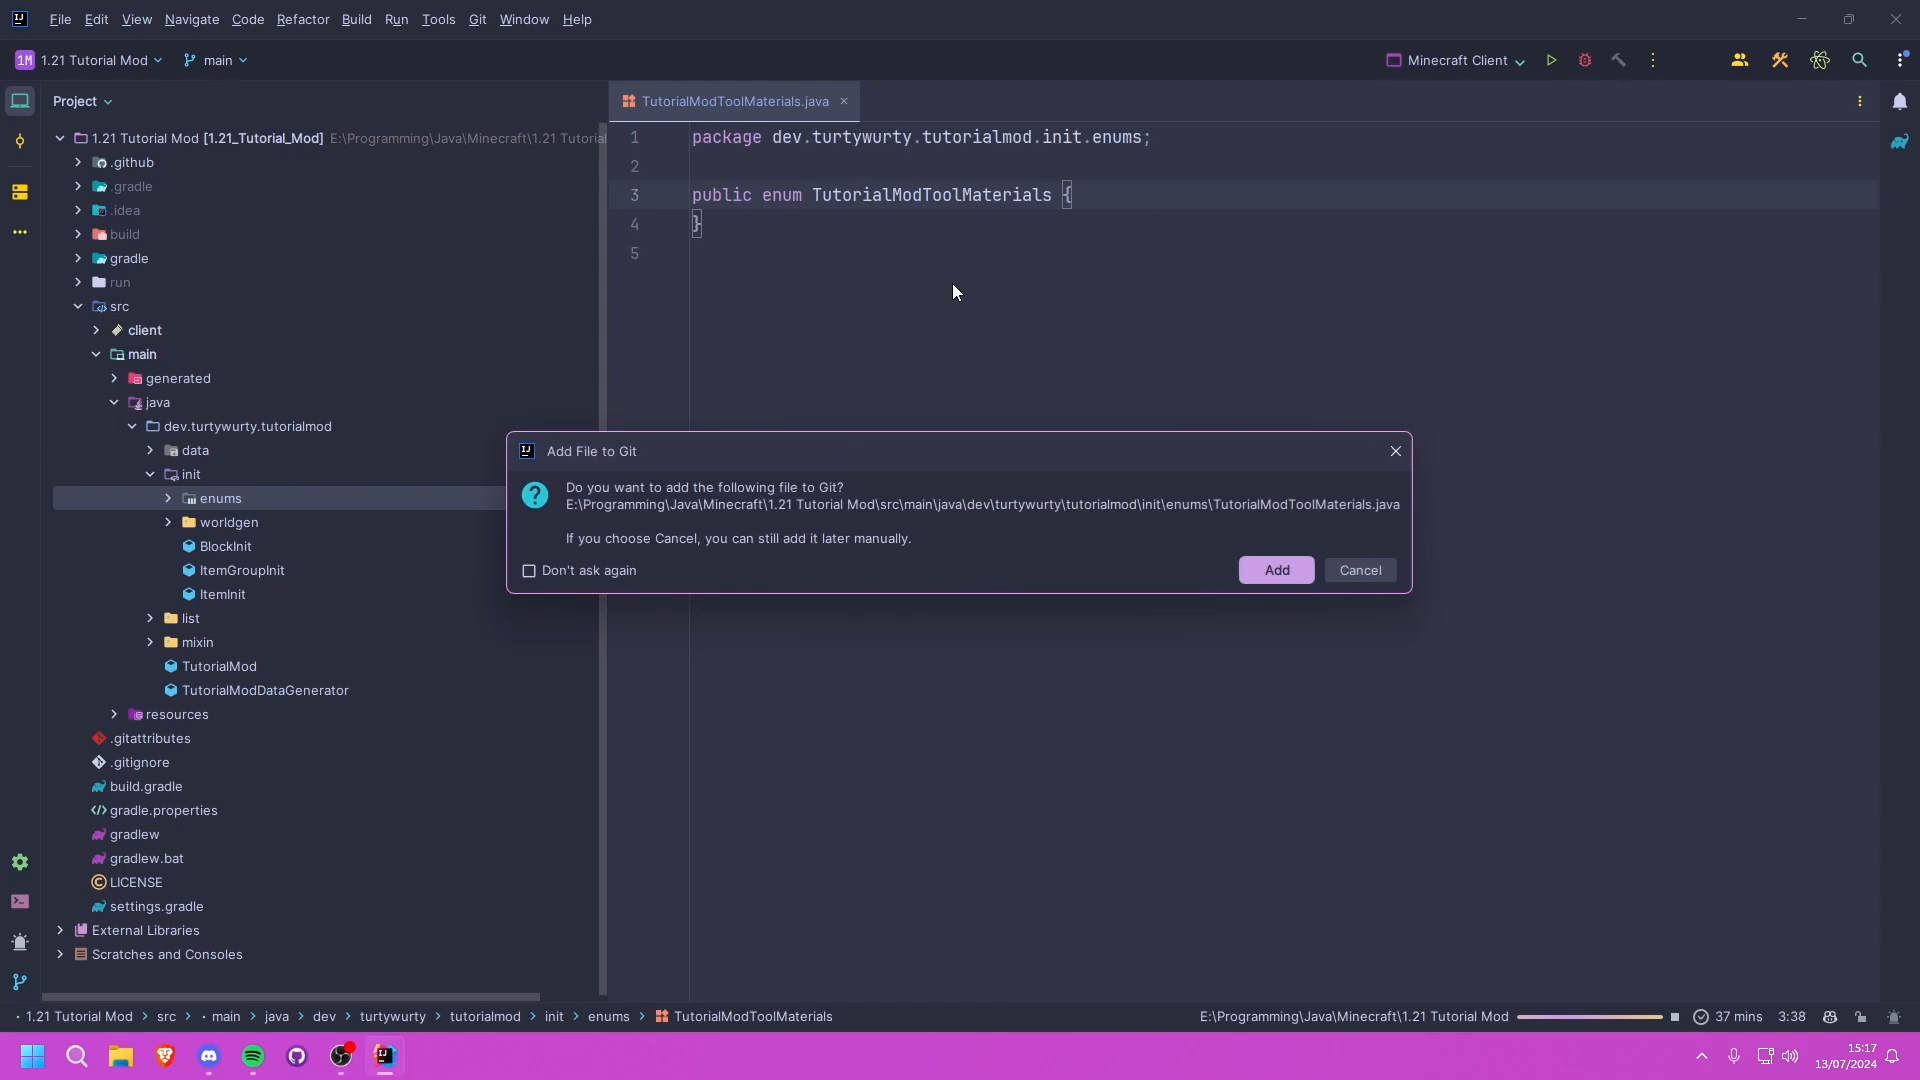 File Edit View Navigate Code Refactor Build Run Tools Git Window Help
1M 1.21 Tutorial Mod main Minecraft Client
Project
TutorialModToolMaterials.java
1.21 Tutorial Mod [1.21_Tutorial_Mod] E:\Programming\Java\Minecraft\1.21 Tutorial
.github
.gradle
.idea
build
gradle
run
src
client
main
generated
java
dev.turtywurty.tutorialmod
data
init
enums
worldgen
BlockInit
ItemGroupInit
ItemInit
list
mixin
TutorialMod
TutorialModDataGenerator
resources
.gitattributes
.gitignore
build.gradle
gradle.properties
gradlew
gradlew.bat
LICENSE
settings.gradle
External Libraries
Scratches and Consoles
1 package dev.turtywurty.tutorialmod.init.enums;
2
3 public enum TutorialModToolMaterials {
4 }
5
Add File to Git
Do you want to add the following file to Git?
E:\Programming\Java\Minecraft\1.21 Tutorial Mod\src\main\java\dev\turtywurty\tutorialmod\init\enums\TutorialModToolMaterials.java
If you choose Cancel, you can still add it later manually.
Don't ask again Add Cancel
1.21 Tutorial Mod > src > main > java > dev > turtywurty > tutorialmod > init > enums > TutorialModToolMaterials E:\Programming\Java\Minecraft\1.21 Tutorial Mod 37 mins 3:38
15:17
13/07/2024